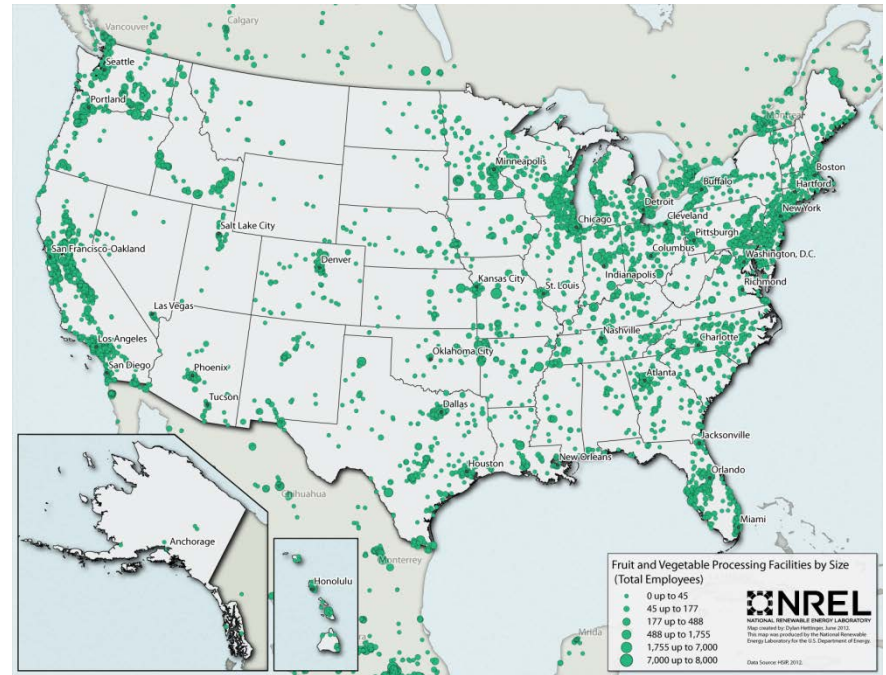 Vancouver
Calgary
Seattle
Portland
Montreal
Minneapolis
Boston
Buffalo
Hartford
Detroit
New York
Chicago
Cleveland
Salt Lake City
Pittsburgh
San Francisco-Oakland
Columbus
Washington, D.C.
Denver
Indianapolis
Kansas City
St. Louis
Richmond
Las Vegas
Nashville
Los Angeles
Charlotte
Oklahoma City
San Diego
Phoenix
Atlanta
Tucson
Dallas
Jacksonville
New Orleans
Houston
Orlando
Chihuahua
Miami
Anchorage
Monterrey
Honolulu
Mrida
Fruit and Vegetable Processing Facilities by Size
(Total Employees)
0 up to 45
45 up to 177
177 up to 488
488 up to 1,755
1,755 up to 7,000
7,000 up to 8,000
NREL
NATIONAL RENEWABLE ENERGY LABORATORY
Map created by: Dylan Hettinger, June 2012.
This map was produced by the National Renewable
Energy Laboratory for the U.S. Department of Energy.
Data Source: HSIP, 2012.